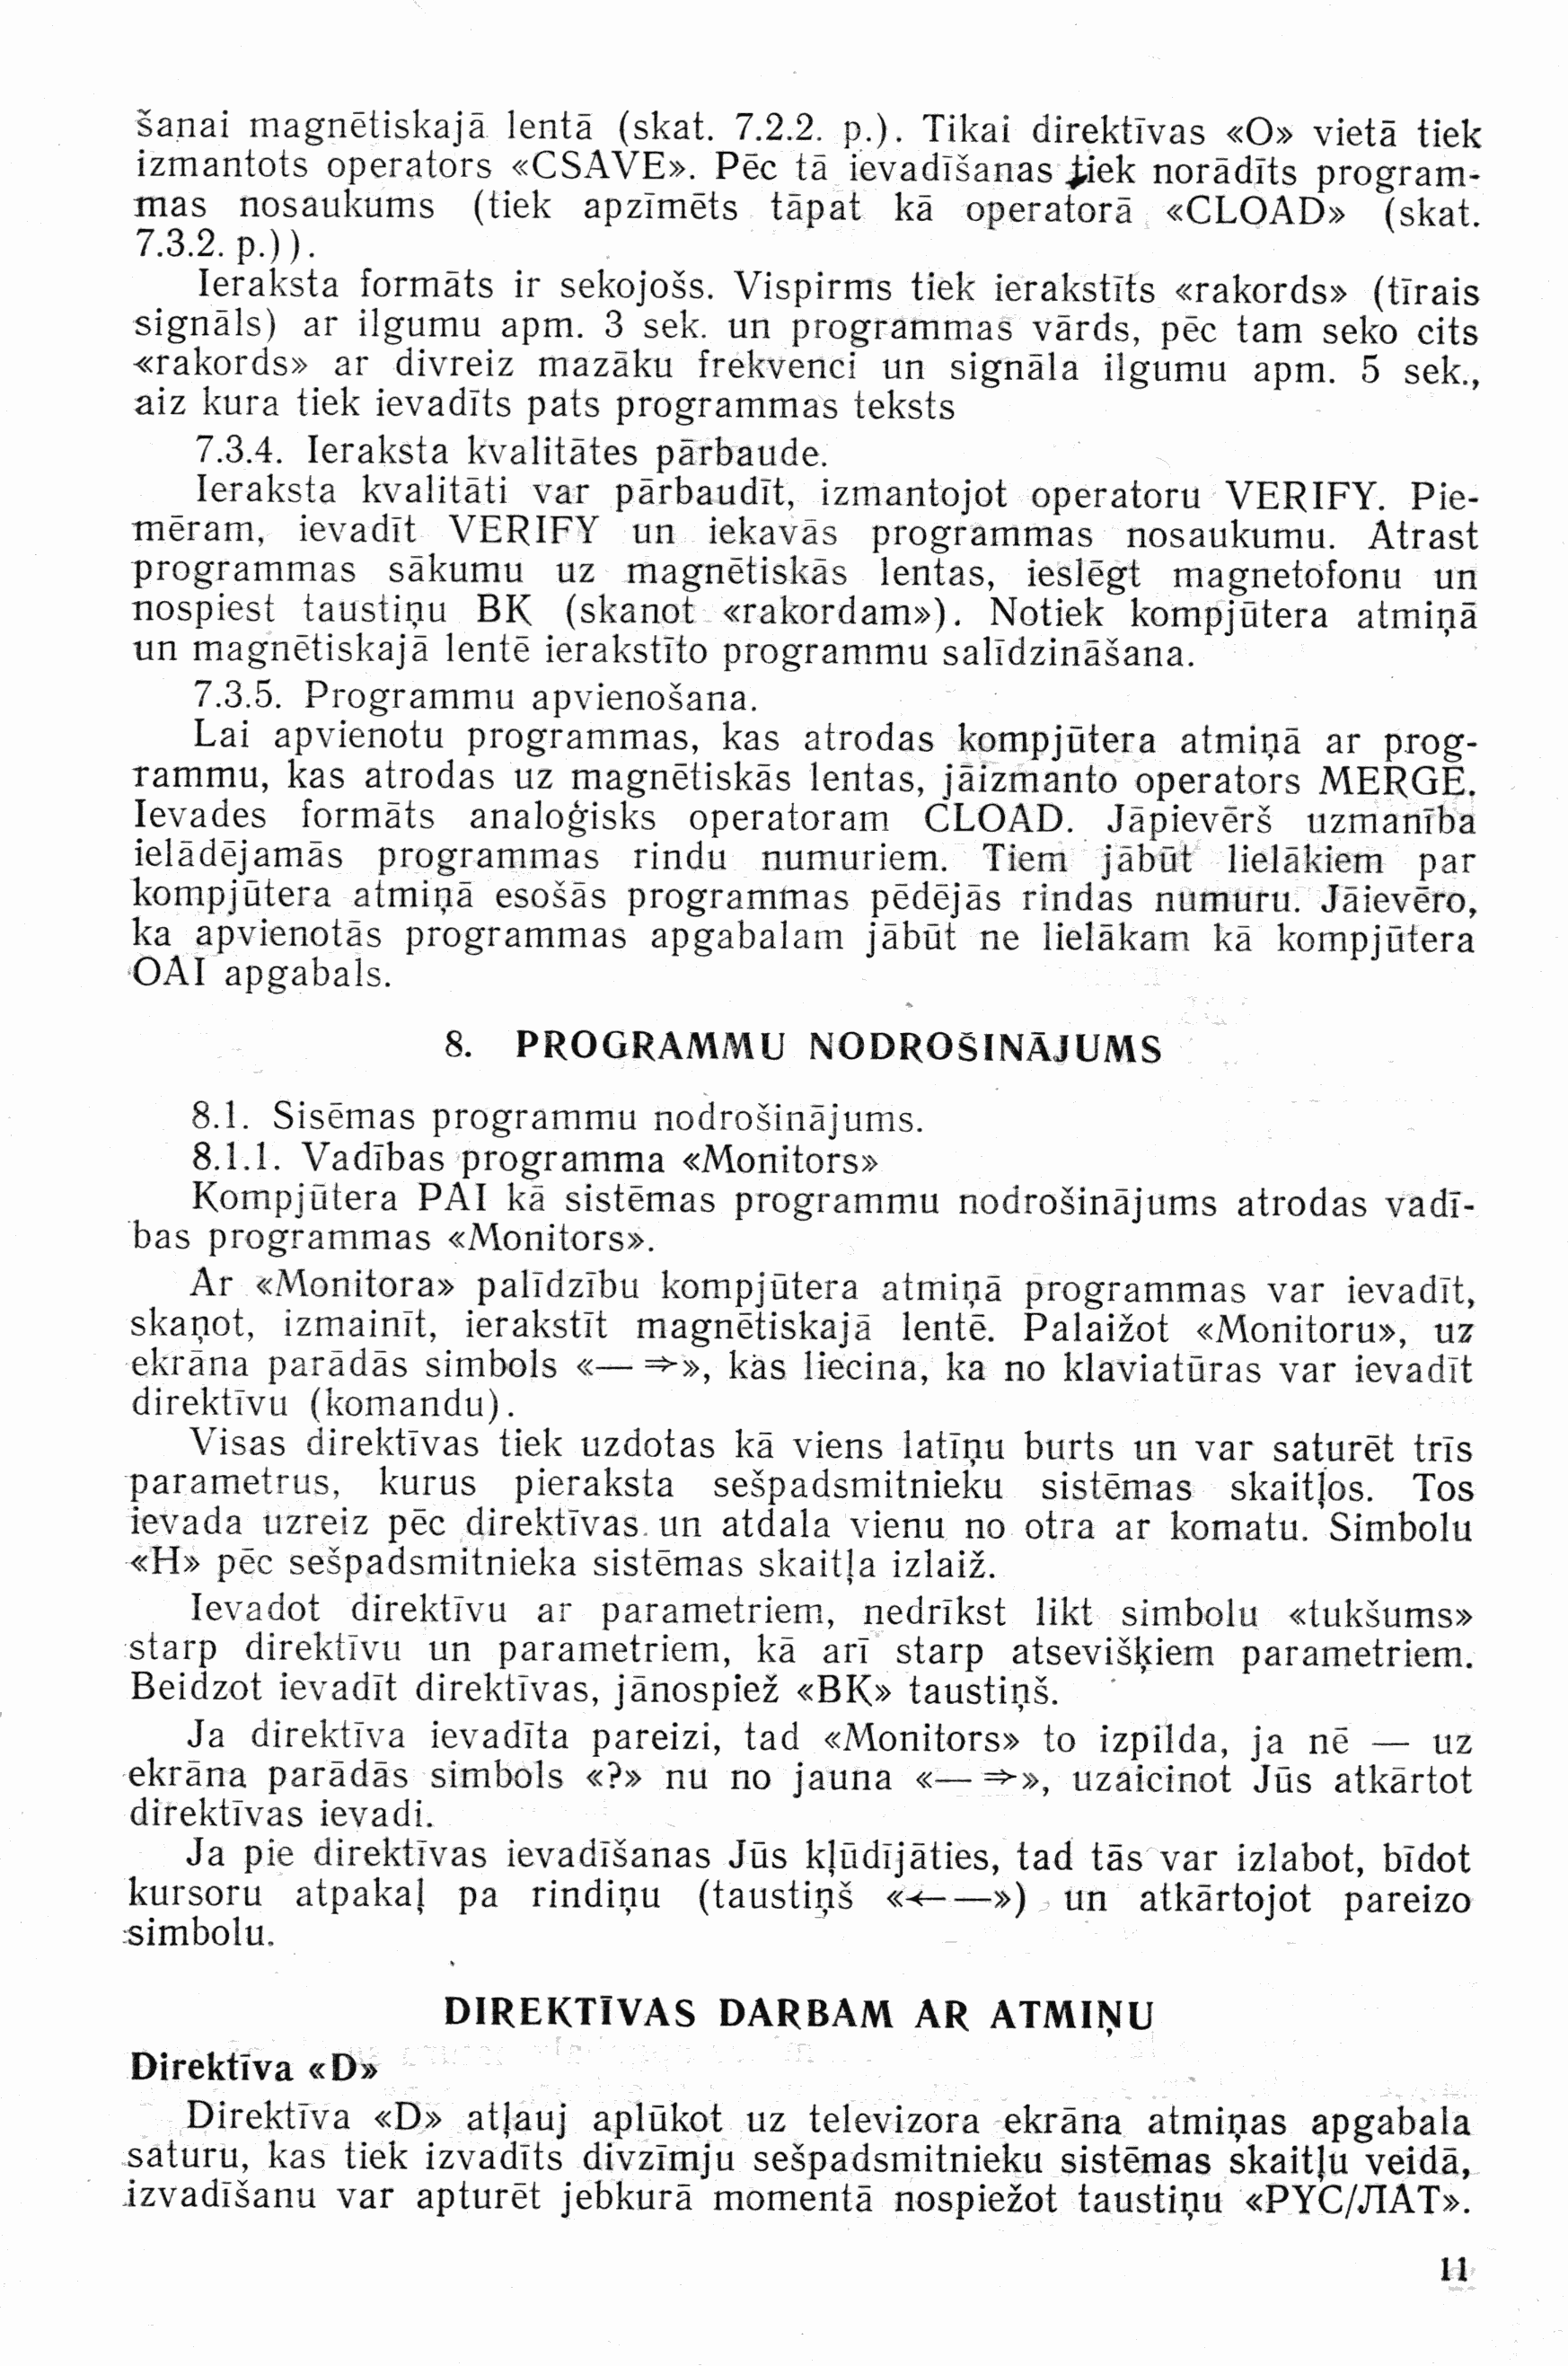 šanai magnētiskajā lentā (skat. 7.2.2. p.). Tikai direktīvas «O» vietā tiek
izmantots operators «CSAVE». Pēc tā ievadīšanas tiek norādīts program-
mas nosaukums (tiek apzīmēts tāpat kā operatorā «CLOAD» (skat.
7.3.2. p.)).
Ieraksta formāts ir sekojošs. Vispirms tiek ierakstīts «rakords» (tīrais
signāls) ar ilgumu apm. 3 sek. un programmas vārds, pēc tam seko cits
«rakords» ar divreiz mazāku frekvenci un signāla ilgumu apm. 5 sek.,
aiz kura tiek ievadīts pats programmas teksts
7.3.4. Ieraksta kvalitātes pārbaude.
Ieraksta kvalitāti var pārbaudīt, izmantojot operatoru VERIFY. Pie-
mēram, ievadīt VERIFY un iekavās programmas nosaukumu. Atrast
programmas sākumu uz magnētiskās lentas, ieslēgt magnetofonu un
nospiest taustiņu BK (skanot «rakordam»). Notiek kompjūtera atmiņā
un magnētiskajā lentē ierakstīto programmu salīdzināšana.
7.3.5. Programmu apvienošana.
Lai apvienotu programmas, kas atrodas kompjūtera atmiņā ar prog-
rammu, kas atrodas uz magnētiskās lentas, jāizmanto operators MERGE.
Ievades formāts analoģisks operatoram CLOAD. Jāpievērš uzmanība
ielādējamās programmas rindu numuriem. Tiem jābūt lielākiem par
kompjūtera atmiņā esošās programmas pēdējās rindas numuru. Jāievēro,
ka apvienotās programmas apgabalam jābūt ne lielākam kā kompjūtera
OAI apgabals.
8. PROGRAMMU NODROŠINĀJUMS
8.1. Sisēmas programmu nodrošinājums.
8.1.1. Vadības programma «Monitors»
Kompjūtera PAI kā sistēmas programmu nodrošinājums atrodas vadī-
bas programmas «Monitors».
Ar «Monitora» palīdzību kompjūtera atmiņā programmas var ievadīt,
skaņot, izmainīt, ierakstīt magnētiskajā lentē. Palaižot «Monitoru», uz
ekrāna parādās simbols «—⇒», kas liecina, ka no klaviatūras var ievadīt
direktīvu (komandu).
Visas direktīvas tiek uzdotas kā viens latīņu burts un var saturēt trīs
parametrus, kurus pieraksta sešpadsmitnieku sistēmas skaitļos. Tos
ievada uzreiz pēc direktīvas un atdala vienu no otra ar komatu. Simbolu
«H» pēc sešpadsmitnieka sistēmas skaitļa izlaiž.
Ievadot direktīvu ar parametriem, nedrīkst likt simbolu «tukšums»
starp direktīvu un parametriem, kā arī starp atsevišķiem parametriem.
Beidzot ievadīt direktīvas, jānospiež «BK» taustiņš.
Ja direktīva ievadīta pareizi, tad «Monitors» to izpilda, ja nē — uz
ekrāna parādās simbols «?» nu no jauna «—⇒», uzaicinot Jūs atkārtot
direktīvas ievadi.
Ja pie direktīvas ievadīšanas Jūs kļūdījāties, tad tās var izlabot, bīdot
kursoru atpakaļ pa rindiņu (taustiņš «←—») un atkārtojot pareizo
simbolu.
DIREKTĪVAS DARBAM AR ATMIŅU
Direktīva «D»
Direktīva «D» atļauj aplūkot uz televizora ekrāna atmiņas apgabala
saturu, kas tiek izvadīts divzīmju sešpadsmitnieku sistēmas skaitļu veidā,
izvadīšanu var apturēt jebkurā momentā nospiežot taustiņu «РУС/ЛАТ».
11